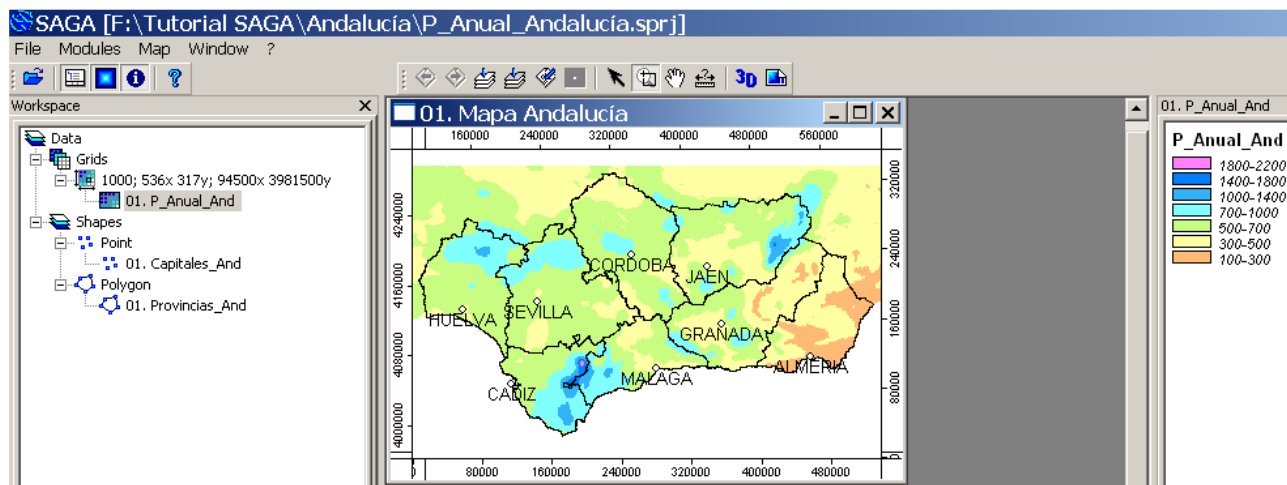 SAGA [F:\Tutorial SAGA\Andalucía\P_Anual_Andalucía.sprj]
File Modules Map Window ?
3D
Workspace
Data
Grids
1000; 536x 317y; 94500x 3981500y
01. P_Anual_And
Shapes
Point
01. Capitales_And
Polygon
01. Provincias_And
01. Mapa Andalucía
160000 240000 320000 400000 480000 560000
4240000
4160000
4080000
4000000
320000
240000
160000
80000
0
CORDOBA
JAEN
HUELVA
SEVILLA
GRANADA
ALMERIA
MALAGA
CADIZ
80000 160000 240000 320000 400000 480000
01. P_Anual_And
P_Anual_And
1800-2200
1400-1800
1000-1400
700-1000
500-700
300-500
100-300